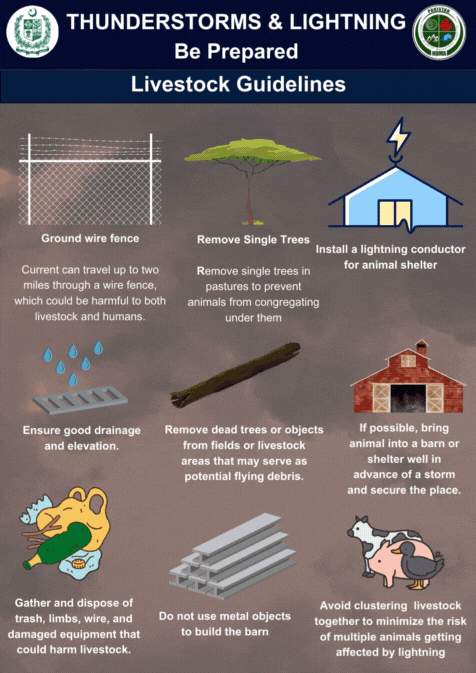 THUNDERSTORMS & LIGHTNING
Be Prepared
Livestock Guidelines
Ground wire fence
Current can travel up to two
miles through a wire fence,
which could be harmful to both
livestock and humans.
Remove Single Trees
Remove single trees in
pastures to prevent
animals from congregating
under them
Install a lightning conductor
for animal shelter
Ensure good drainage
and elevation.
Remove dead trees or objects
from fields or livestock
areas that may serve as
potential flying debris.
If possible, bring
animal into a barn or
shelter well in
advance of a storm
and secure the place.
Gather and dispose of
trash, limbs, wire, and
damaged equipment that
could harm livestock.
Do not use metal objects
to build the barn
Avoid clustering livestock
together to minimize the risk
of multiple animals getting
affected by lightning
PAKISTAN
NDMA